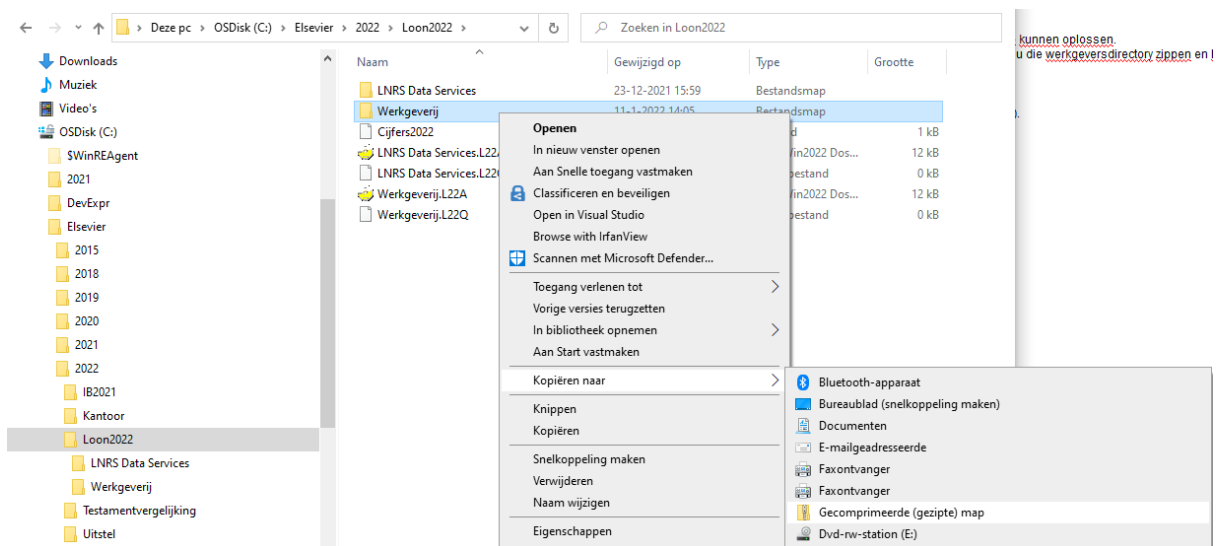 Deze pc > OSDisk (C:) > Elsevier > 2022 > Loon2022 >
Zoeken in Loon2022
Downloads
Muziek
Video's
OSDisk (C:)
$WinREAgent
2021
DevExpr
Elsevier
2015
2018
2019
2020
2021
2022
IB2021
Kantoor
Loon2022
LNRS Data Services
Werkgeverij
Testamentvergelijking
Uitstel
Naam Gewijzigd op Type Grootte
LNRS Data Services 23-12-2021 15:59 Bestandsmap
Werkgeverij 11-1-2022 14:05 Bestandsmap
Cijfers2022 1 kB
LNRS Data Services.L22 in2022 Dos... 12 kB
LNRS Data Services.L22 bestand 0 kB
Werkgeverij.L22A in2022 Dos... 12 kB
Werkgeverij.L22Q bestand 0 kB
Openen
In nieuw venster openen
Aan Snelle toegang vastmaken
Classificeren en beveiligen
Open in Visual Studio
Browse with IrfanView
Scannen met Microsoft Defender...
Toegang verlenen tot
Vorige versies terugzetten
In bibliotheek opnemen
Aan Start vastmaken
Kopiëren naar
Knippen
Kopiëren
Snelkoppeling maken
Verwijderen
Naam wijzigen
Eigenschappen
Bluetooth-apparaat
Bureaublad (snelkoppeling maken)
Documenten
E-mailgeadresseerde
Faxontvanger
Faxontvanger
Gecomprimeerde (gezipte) map
Dvd-rw-station (E:)
kunnen oplossen.
u die werkgeversdirectory zippen en
).